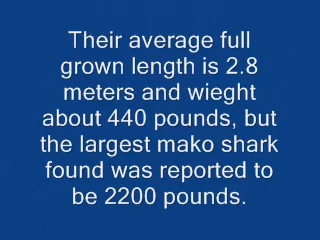 Their average full
grown length is 2.8
meters and wieght
about 440 pounds, but
the largest mako shark
found was reported to
be 2200 pounds.